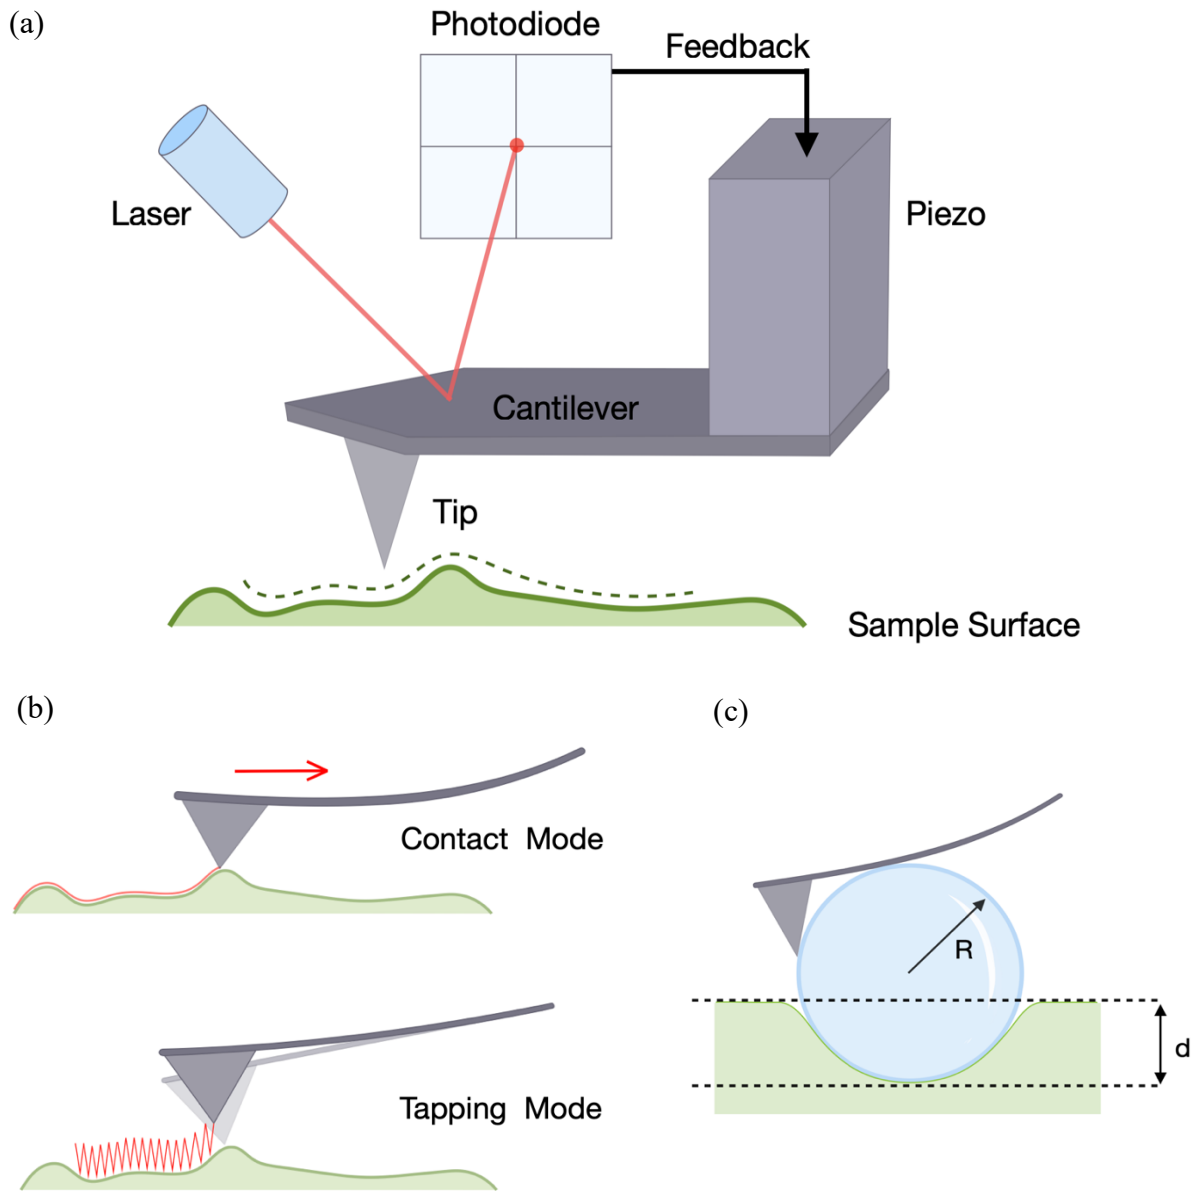 (a)
Photodiode
Feedback
Laser
Piezo
Cantilever
Tip
Sample Surface
(b)
Contact Mode
Tapping Mode
(c)
R
d